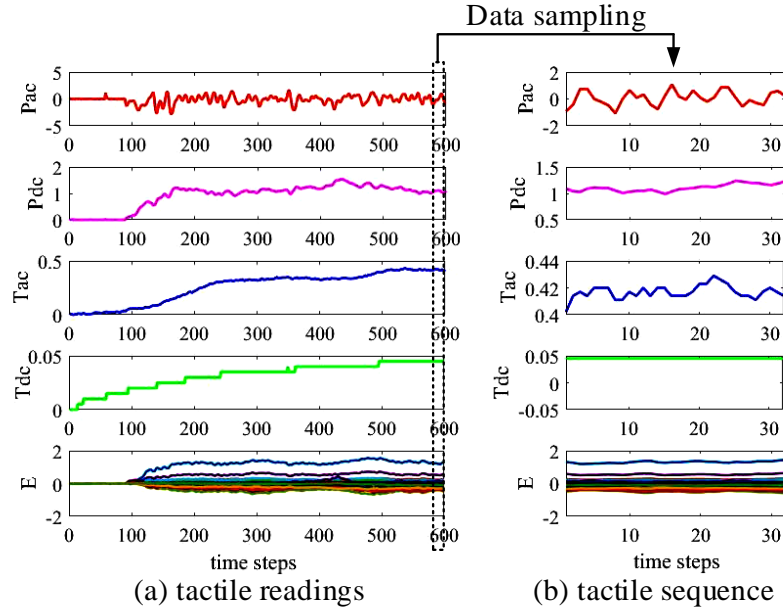 Data sampling
Pac
5
0
-5
0 100 200 300 400 500 600
Pac
2
0
-2
10 20 30
Pdc
2
1
0
0 100 200 300 400 500 600
Pdc
1.5
1
0.5
10 20 30
Tac
0.5
0
0 100 200 300 400 500 600
Tac
0.44
0.42
0.4
10 20 30
Tdc
0.05
0
0 100 200 300 400 500 600
Tdc
0.05
0
-0.05
10 20 30
E
2
0
-2
0 100 200 300 400 500 600
time steps
E
2
0
-2
10 20 30
time steps
(a) tactile readings
(b) tactile sequence